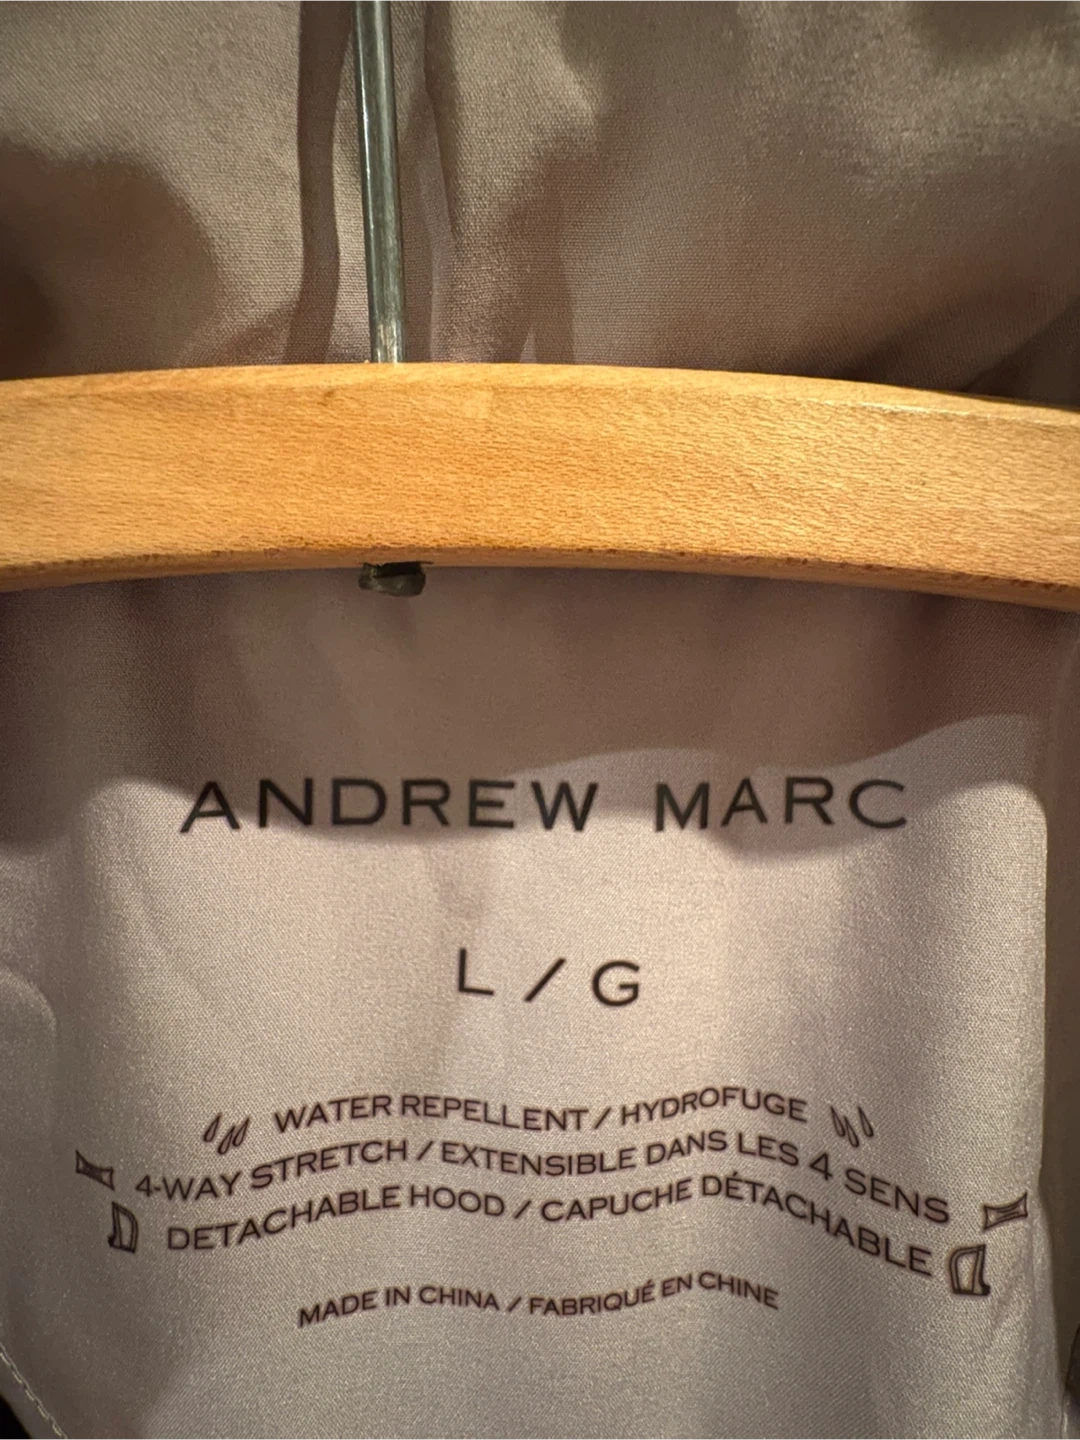 ANDREW MARC
L / G
WATER REPELLENT / HYDROFUGE
4-WAY STRETCH / EXTENSIBLE DANS LES 4 SENS
DETACHABLE HOOD / CAPUCHE DÉTACHABLE
MADE IN CHINA / FABRIQUÉ EN CHINE